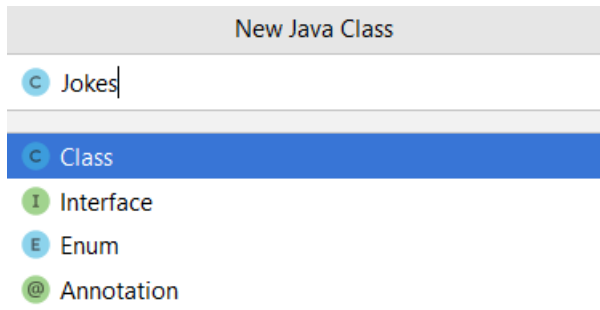 New Java Class
C Jokes
C Class
I Interface
E Enum
@ Annotation